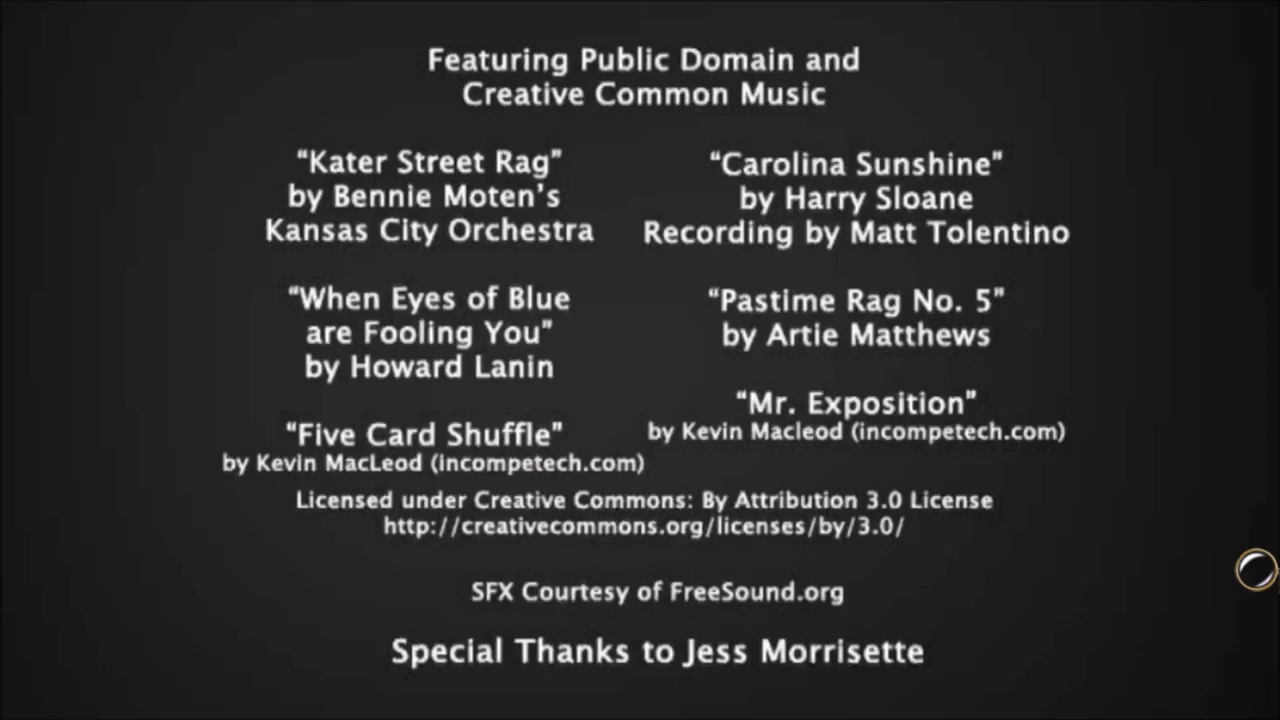 Featuring Public Domain and
Creative Common Music
“Kater Street Rag”
by Bennie Moten’s
Kansas City Orchestra
“When Eyes of Blue
are Fooling You”
by Howard Lanin
“Five Card Shuffle”
by Kevin MacLeod (incompetech.com)
“Carolina Sunshine”
by Harry Sloane
Recording by Matt Tolentino
“Pastime Rag No. 5”
by Artie Matthews
“Mr. Exposition”
by Kevin Macleod (incompetech.com)
Licensed under Creative Commons: By Attribution 3.0 License
http://creativecommons.org/licenses/by/3.0/
SFX Courtesy of FreeSound.org
Special Thanks to Jess Morrisette